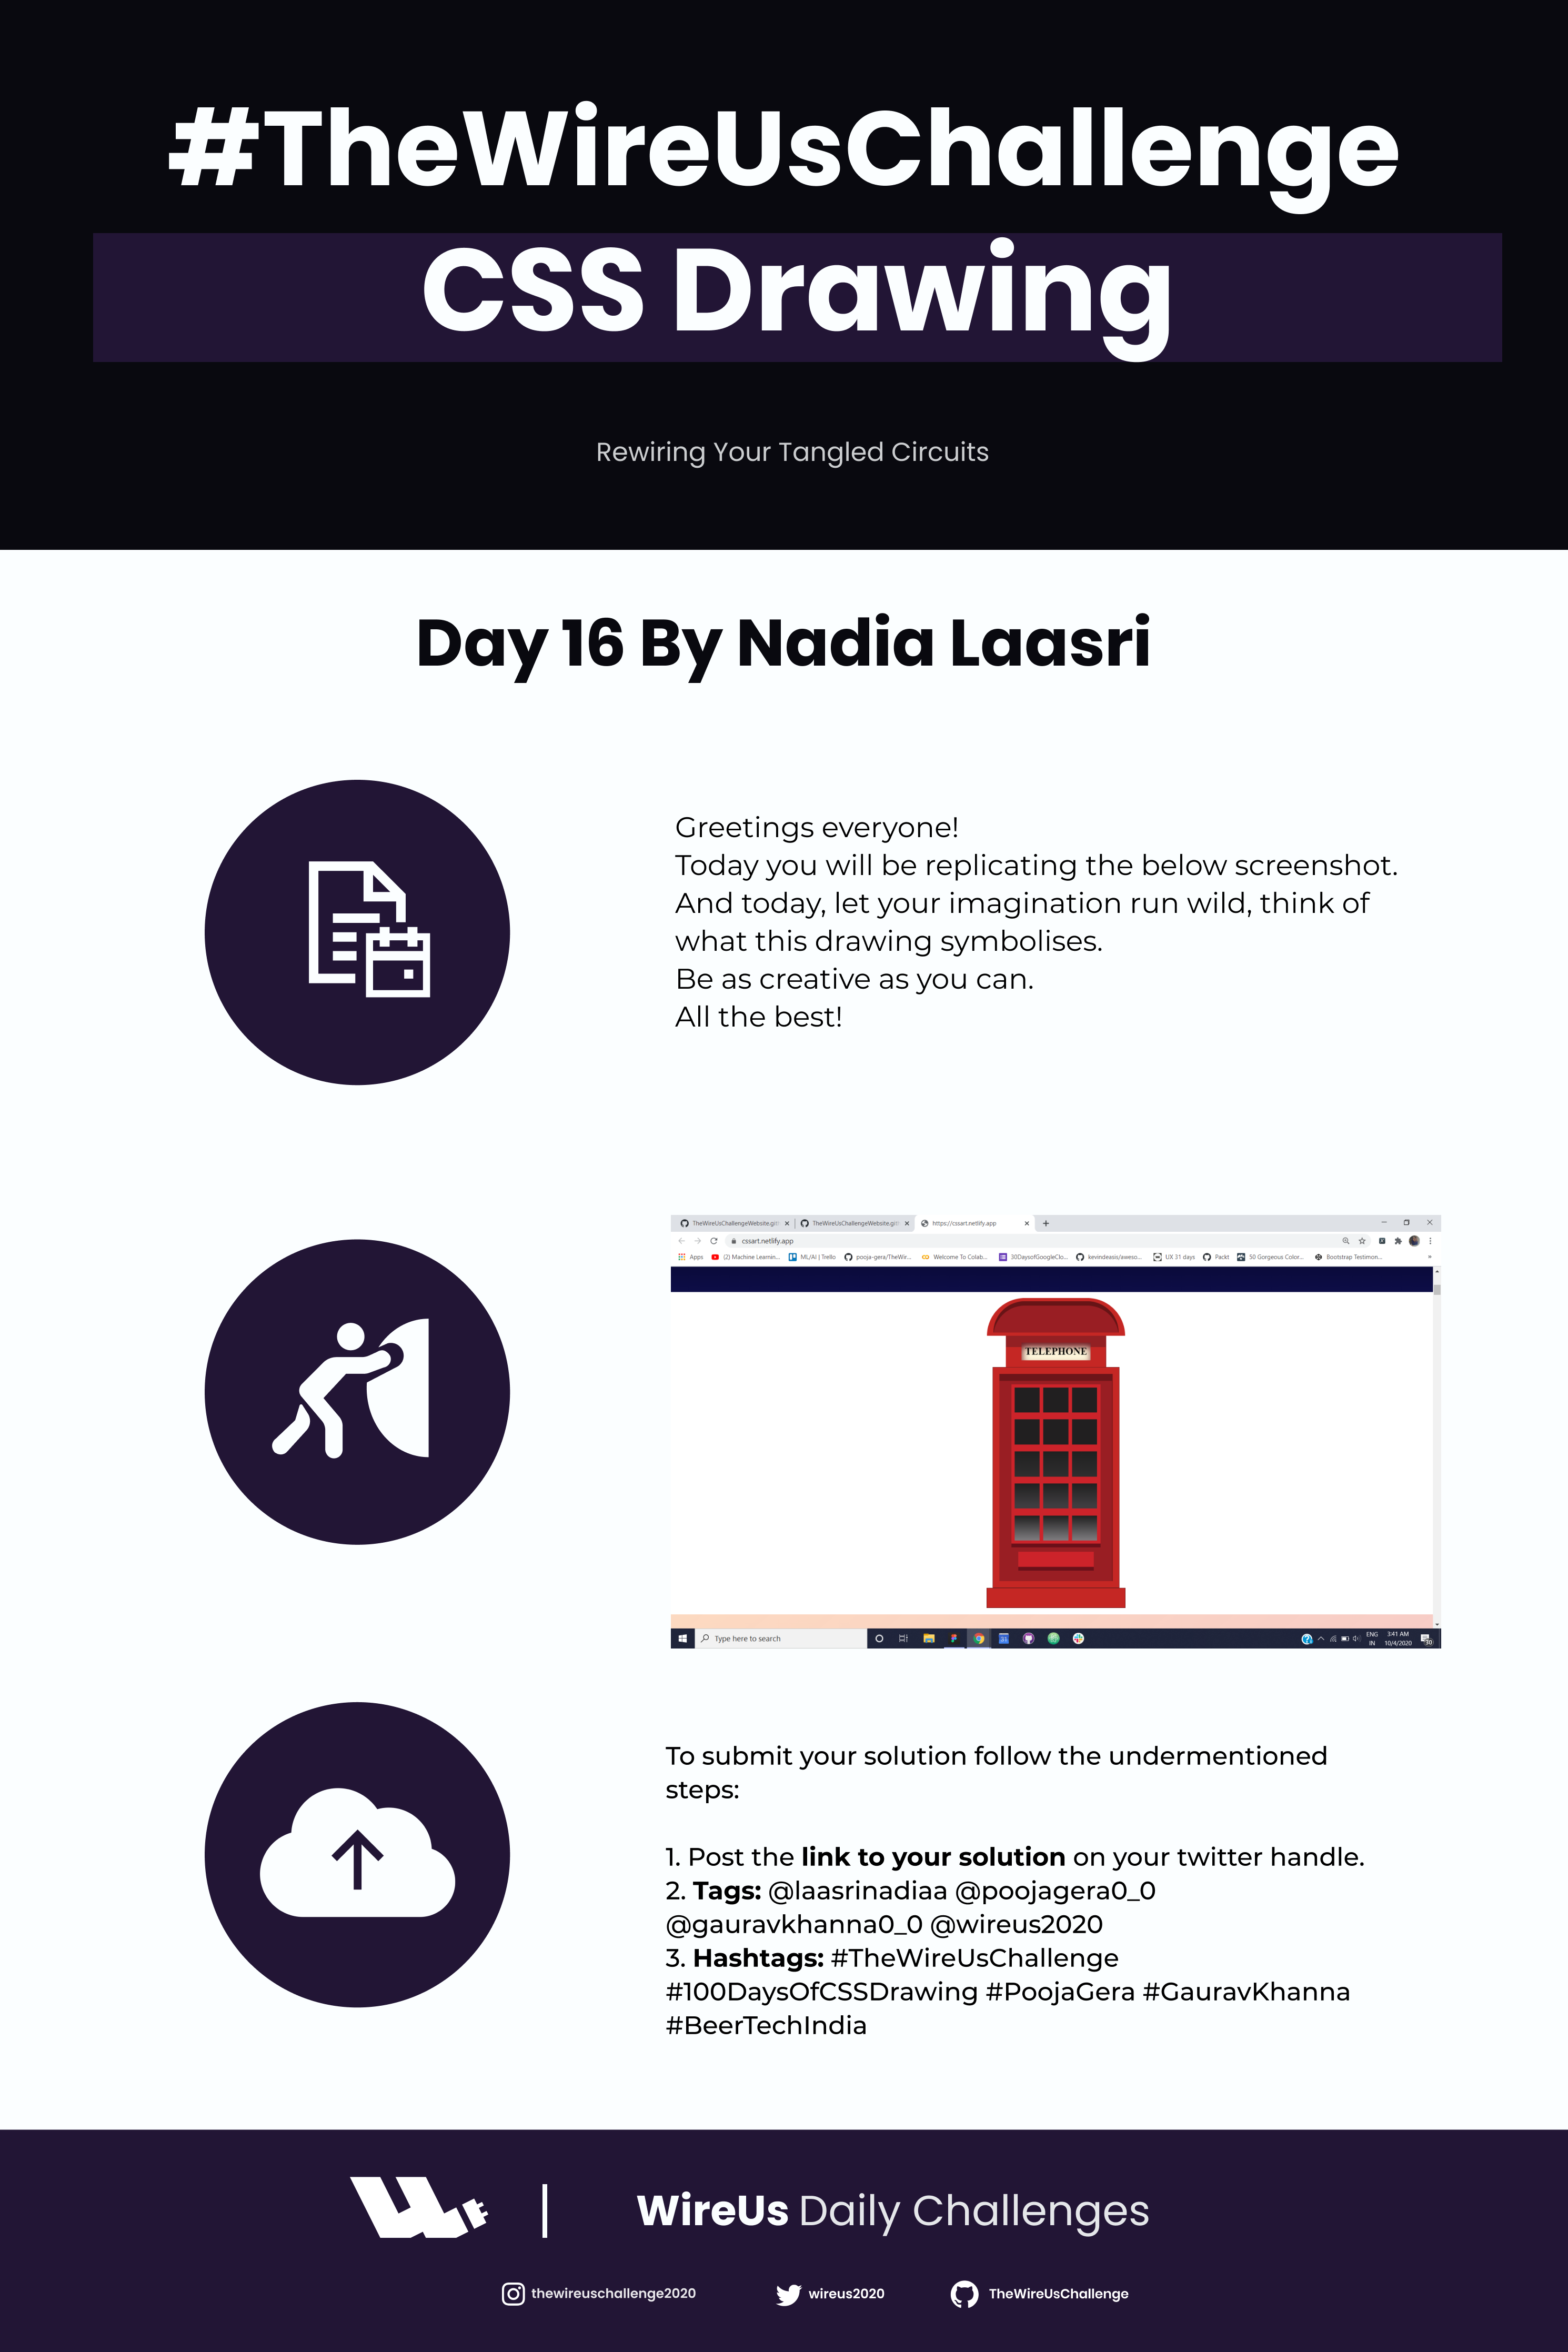 #TheWireUsChallenge
CSS Drawing
Rewiring Your Tangled Circuits
Day 16 By Nadia Laasri
Greetings everyone!
Today you will be replicating the below screenshot.
And today, let your imagination run wild, think of
what this drawing symbolises.
Be as creative as you can.
All the best!
TheWireUsChallengeWebsite.git TheWireUsChallengeWebsite.git https://cssart.netlify.app
cssart.netlify.app
Apps (2) Machine Learnin... ML/AI | Trello pooja-gera/TheWir... Welcome To Colab... 30DaysofGoogleClo... kevindeasis/aweso... UX 31 days Packt 50 Gorgeous Color... Bootstrap Testimon... »
TELEPHONE
Type here to search
31
ENG 3:41 AM
IN 10/4/2020
To submit your solution follow the undermentioned
steps:
1. Post the link to your solution on your twitter handle.
2. Tags: @laasrinadiaa @poojagera0_0
@gauravkhanna0_0 @wireus2020
3. Hashtags: #TheWireUsChallenge
#100DaysOfCSSDrawing #PoojaGera #GauravKhanna
#BeerTechIndia
WireUs Daily Challenges
thewireuschallenge2020 wireus2020 TheWireUsChallenge